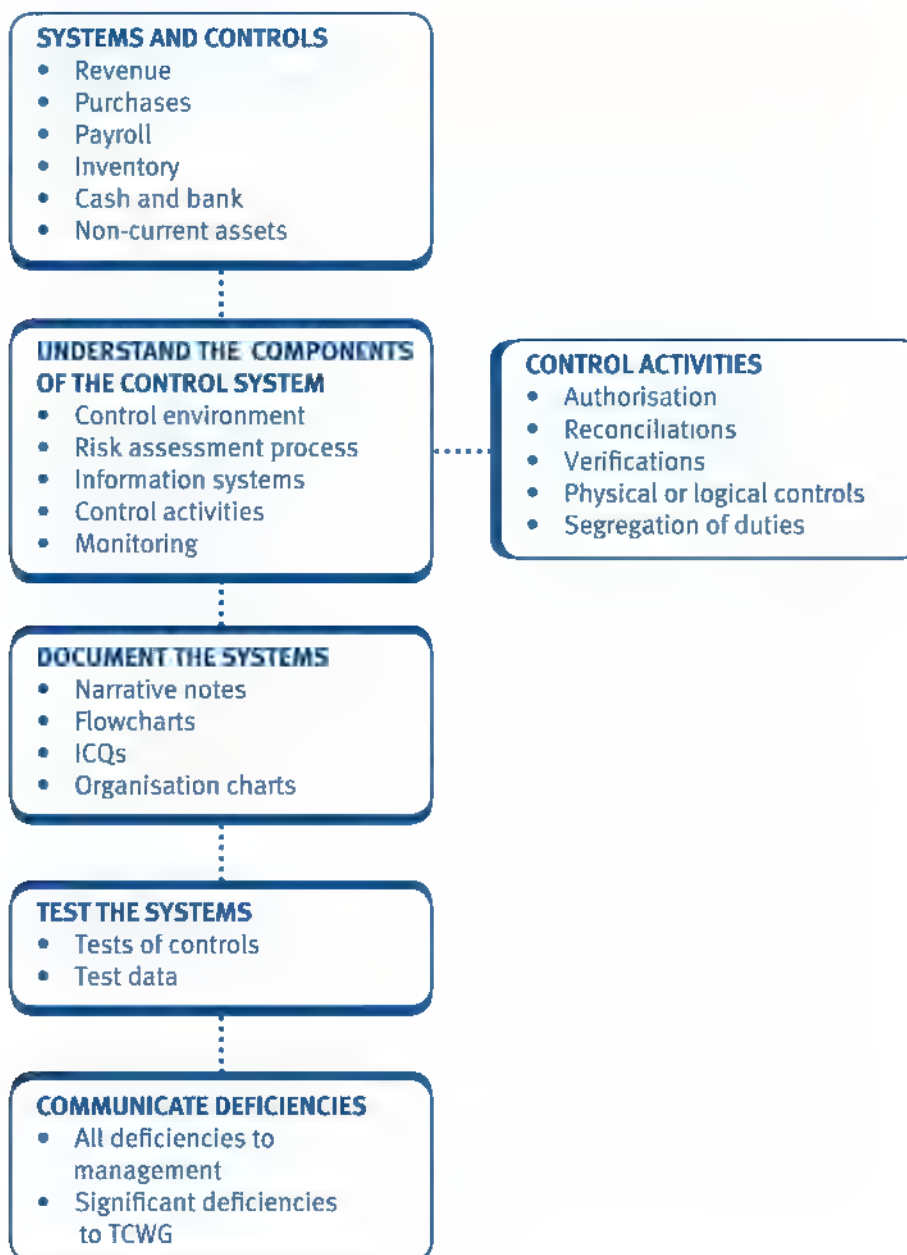 SYSTEMS AND CONTROLS
• Revenue
• Purchases
• Payroll
• Inventory
• Cash and bank
• Non-current assets
UNDERSTAND THE COMPONENTS
OF THE CONTROL SYSTEM
• Control environment
• Risk assessment process
• Information systems
• Control activities
• Monitoring
CONTROL ACTIVITIES
• Authorisation
• Reconciliations
• Verifications
• Physical or logical controls
• Segregation of duties
DOCUMENT THE SYSTEMS
• Narrative notes
• Flowcharts
• ICQs
• Organisation charts
TEST THE SYSTEMS
• Tests of controls
• Test data
COMMUNICATE DEFICIENCIES
• All deficiencies to
management
• Significant deficiencies
to TCWG